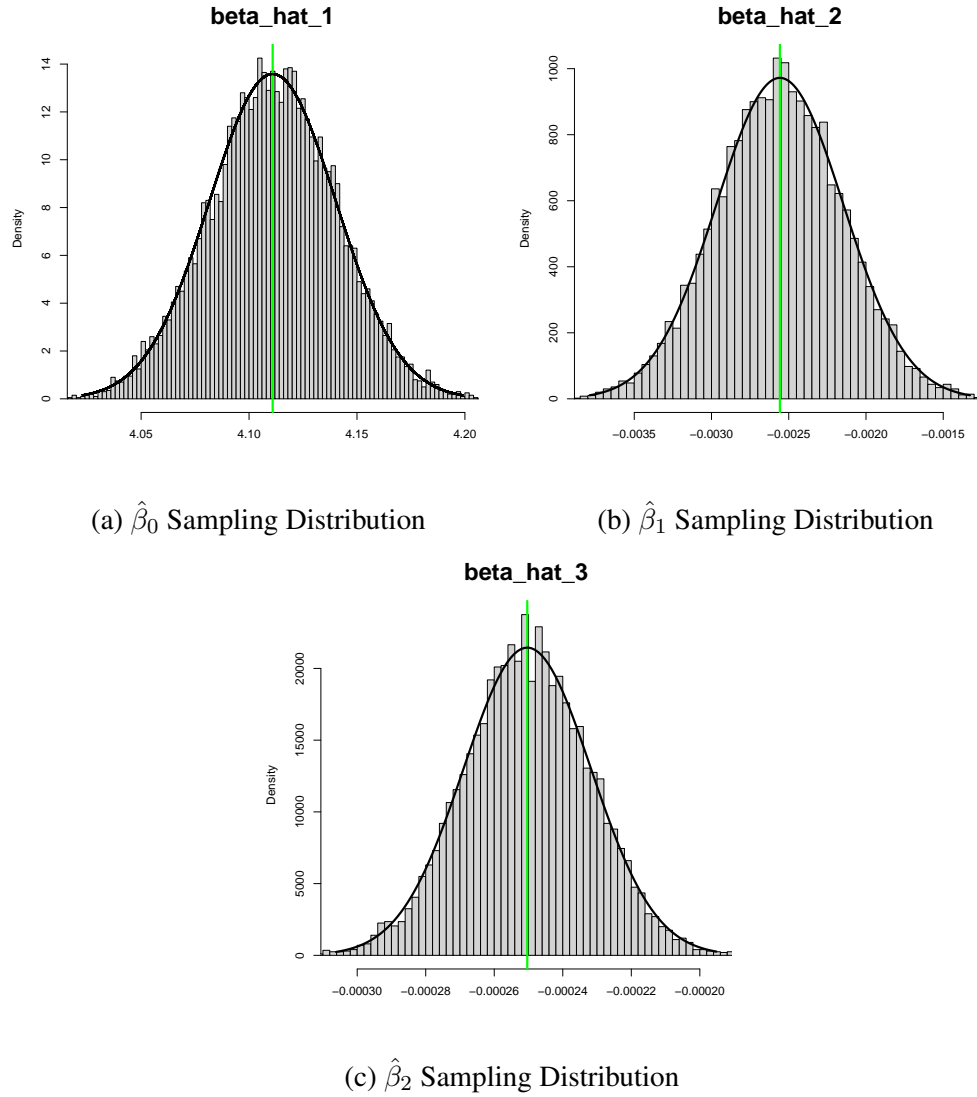 beta_hat_1
Density
0 2 4 6 8 10 12 14
4.05 4.10 4.15 4.20
(a) β̂₀ Sampling Distribution
beta_hat_2
Density
0 200 400 600 800 1000
−0.0035 −0.0030 −0.0025 −0.0020 −0.0015
(b) β̂₁ Sampling Distribution
beta_hat_3
Density
0 5000 10000 15000 20000
−0.00030 −0.00028 −0.00026 −0.00024 −0.00022 −0.00020
(c) β̂₂ Sampling Distribution